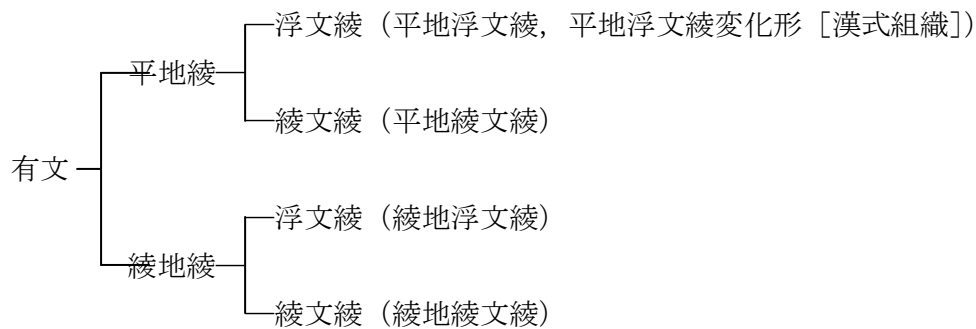 浮文綾（平地浮文綾，平地浮文綾変化形［漢式組織］）
平地綾
綾文綾（平地綾文綾）
有文
浮文綾（綾地浮文綾）
綾地綾
綾文綾（綾地綾文綾）